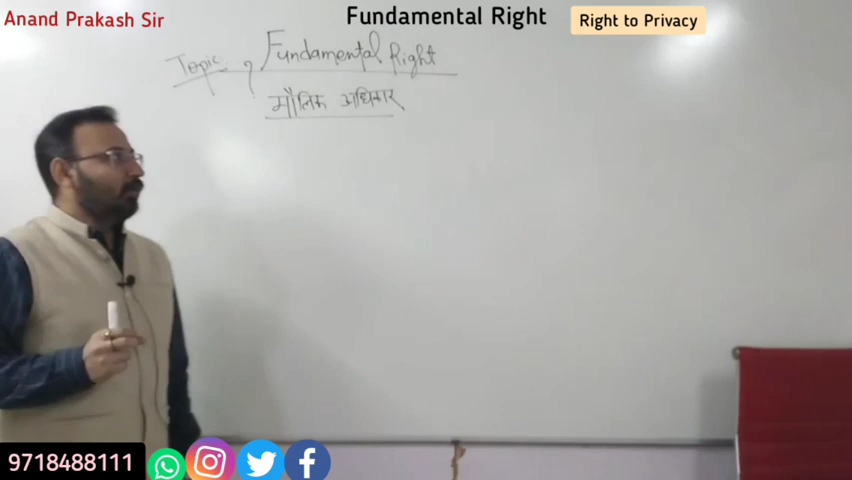 Anand Prakash Sir
Fundamental Right
Right to Privacy
Topic, Fundamental Right
मौलिक अधिकार
9718488111